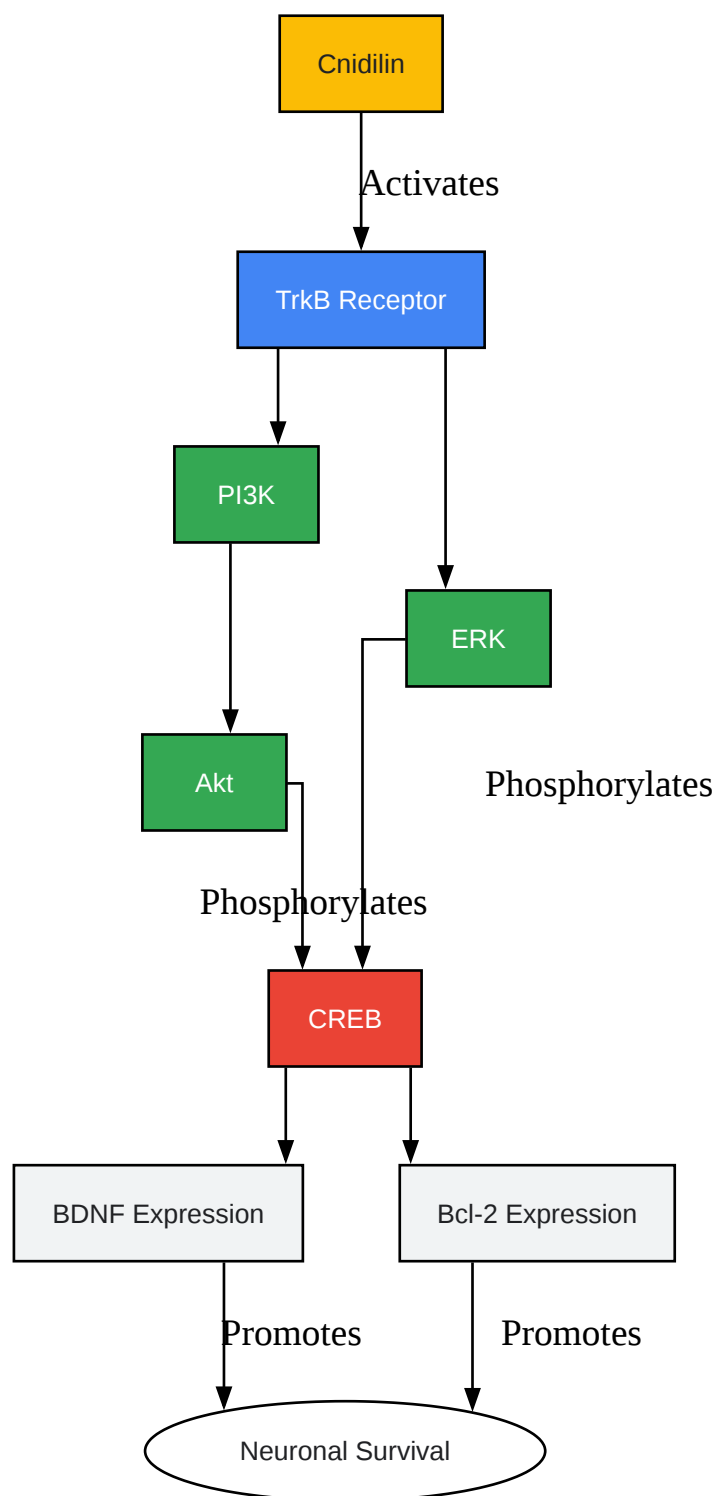 Cnidilin
Activates
TrkB Receptor
PI3K
ERK
Akt
Phosphorylates
Phosphorylates
CREB
BDNF Expression
Bcl-2 Expression
Promotes
Promotes
Neuronal Survival